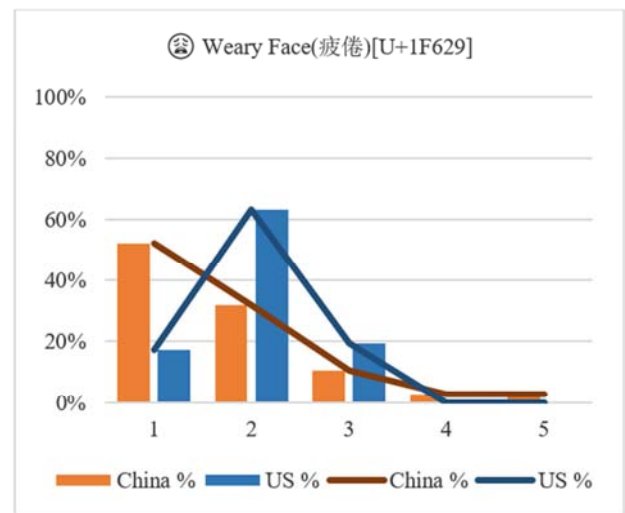 😩 Weary Face(疲倦)[U+1F629]
100%
80%
60%
40%
20%
0%
1 2 3 4 5
China % US % China % US %